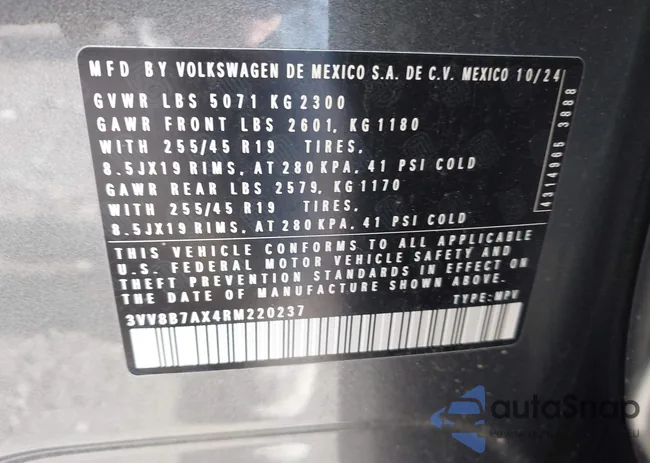 MFD BY VOLKSWAGEN DE MEXICO S.A. DE C.V. MEXICO 10/24
GVWR LBS 5071 KG 2300
GAWR FRONT LBS 2601, KG 1180
WITH 255/45 R19 TIRES,
8.5JX19 RIMS, AT 280 KPA, 41 PSI COLD
GAWR REAR LBS 2579, KG 1170
WITH 255/45 R19 TIRES,
8.5JX19 RIMS, AT 280 KPA, 41 PSI COLD
4314965 3888
THIS VEHICLE CONFORMS TO ALL APPLICABLE
U.S. FEDERAL MOTOR VEHICLE SAFETY AND
THEFT PREVENTION STANDARDS IN EFFECT ON
THE DATE OF MANUFACTURE SHOWN ABOVE.
3VV8B7AX4RM220237 TYPE: MPV
autoSnap